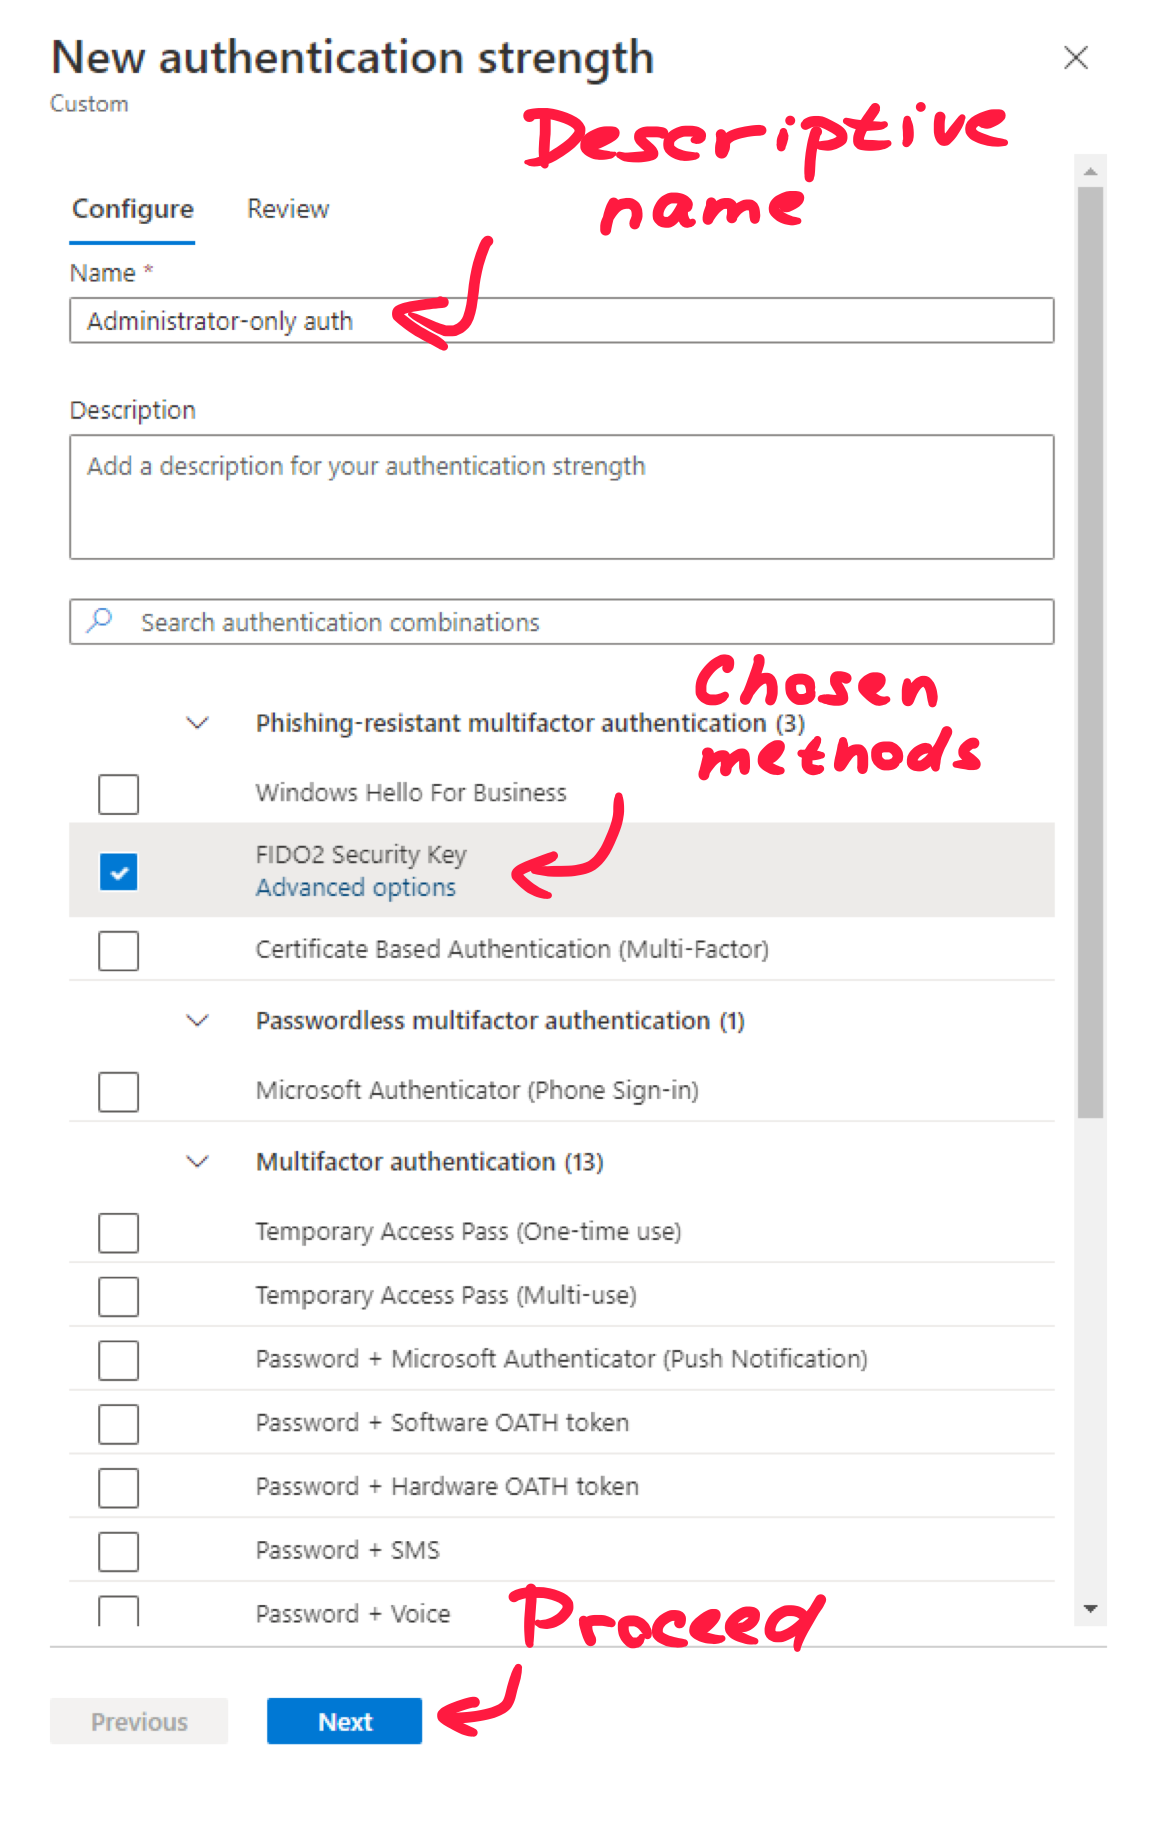 New authentication strength
Custom
Descriptive
name
Configure
Review
Name *
Administrator-only auth
Description
Add a description for your authentication strength
Search authentication combinations
Chosen
methods
Phishing-resistant multifactor authentication (3)
Windows Hello For Business
FIDO2 Security Key
Advanced options
Certificate Based Authentication (Multi-Factor)
Passwordless multifactor authentication (1)
Microsoft Authenticator (Phone Sign-in)
Multifactor authentication (13)
Temporary Access Pass (One-time use)
Temporary Access Pass (Multi-use)
Password + Microsoft Authenticator (Push Notification)
Password + Software OATH token
Password + Hardware OATH token
Password + SMS
Password + Voice
Proceed
Previous
Next